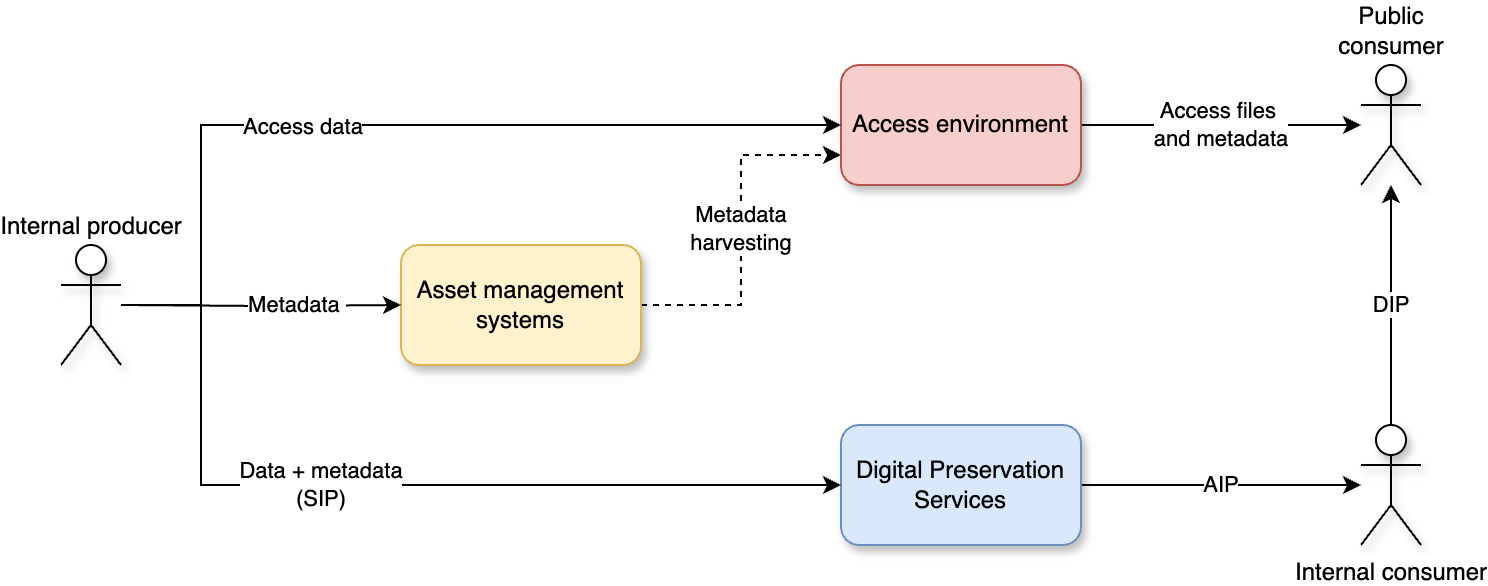 Public
consumer
Access data
Access environment
Access files
and metadata
Metadata
harvesting
Internal producer
Metadata
Asset management
systems
DIP
Data + metadata
(SIP)
Digital Preservation
Services
AIP
Internal consumer